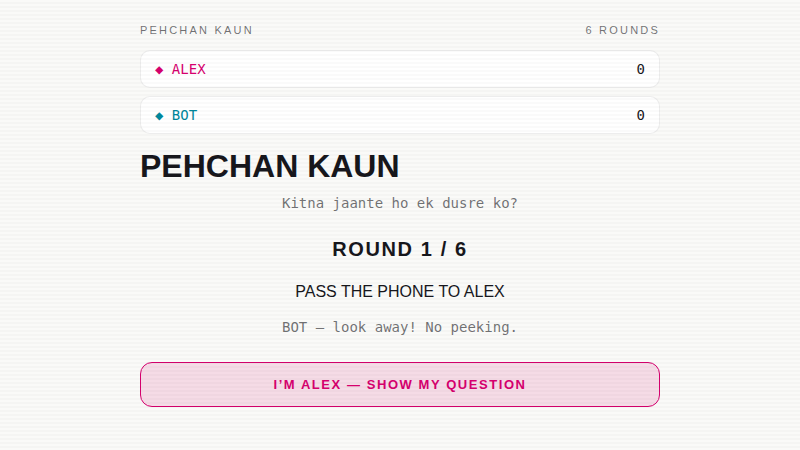 PEHCHAN KAUN 6 ROUNDS
◆ ALEX 0
◆ BOT 0
PEHCHAN KAUN
Kitna jaante ho ek dusre ko?
ROUND 1 / 6
PASS THE PHONE TO ALEX
BOT — look away! No peeking.
I'M ALEX — SHOW MY QUESTION